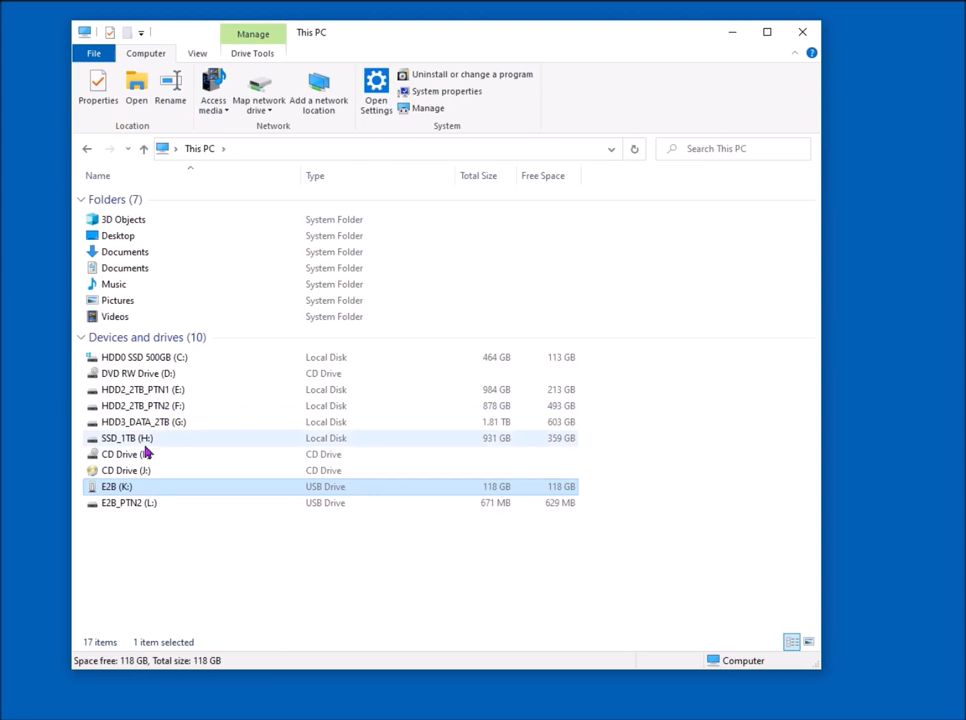 Manage This PC
File Computer View Drive Tools
Properties Open Rename Access media Map network drive Add a network location Open Settings
Uninstall or change a program
System properties
Manage
Location Network System
This PC Search This PC
Name Type Total Size Free Space
Folders (7)
3D Objects System Folder
Desktop System Folder
Documents System Folder
Documents System Folder
Music System Folder
Pictures System Folder
Videos System Folder
Devices and drives (10)
HDD0 SSD 500GB (C:) Local Disk 464 GB 113 GB
DVD RW Drive (D:) CD Drive
HDD2_2TB_PTN1 (E:) Local Disk 984 GB 213 GB
HDD2_2TB_PTN2 (F:) Local Disk 878 GB 493 GB
HDD3_DATA_2TB (G:) Local Disk 1.81 TB 603 GB
SSD_1TB (H:) Local Disk 931 GB 359 GB
CD Drive CD Drive
CD Drive (J:) CD Drive
E2B (K:) USB Drive 118 GB 118 GB
E2B_PTN2 (L:) USB Drive 671 MB 629 MB
17 items 1 item selected
Space free: 118 GB, Total size: 118 GB Computer